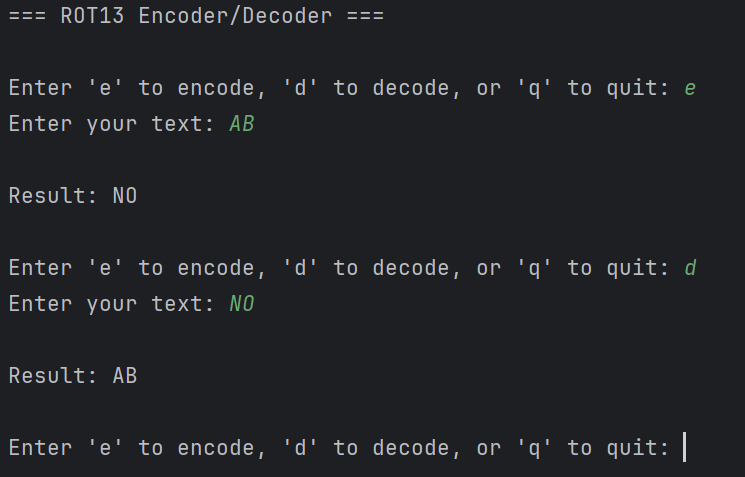 === ROT13 Encoder/Decoder ===
Enter 'e' to encode, 'd' to decode, or 'q' to quit: e
Enter your text: AB
Result: NO
Enter 'e' to encode, 'd' to decode, or 'q' to quit: d
Enter your text: NO
Result: AB
Enter 'e' to encode, 'd' to decode, or 'q' to quit: